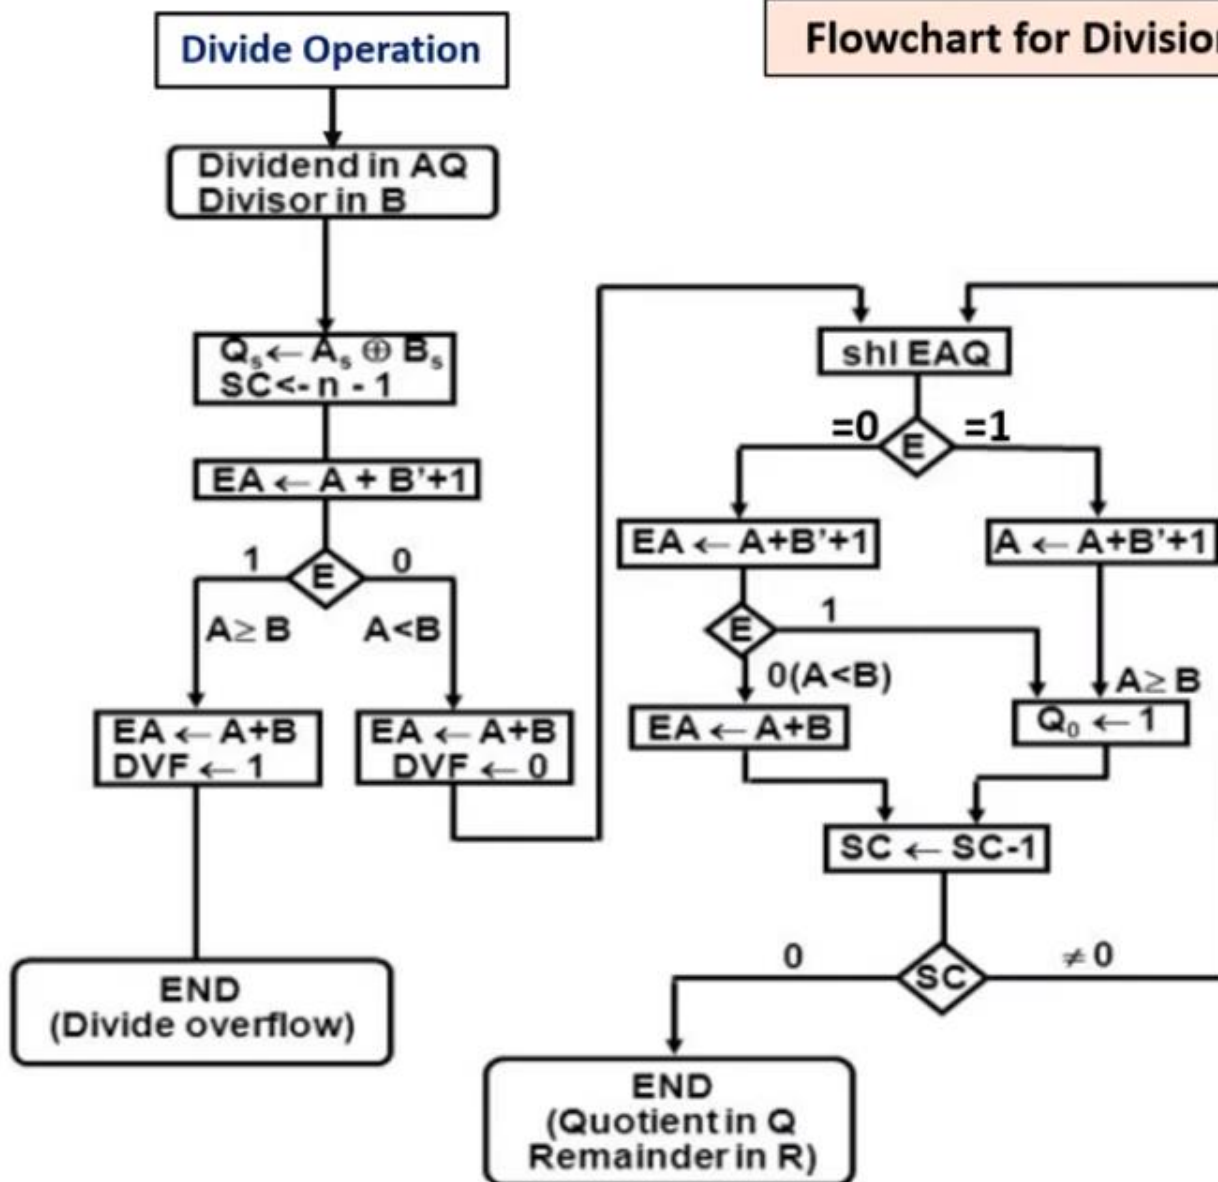 Divide Operation
Flowchart for Division
Dividend in AQ
Divisor in B
Qs ← As ⊕ Bs
SC<- n - 1
EA ← A + B'+1
E
1
0
A≥ B
A<B
EA ← A+B
DVF ← 1
EA ← A+B
DVF ← 0
END
(Divide overflow)
shl EAQ
=0
=1
E
EA ← A+B'+1
A ← A+B'+1
E
1
0(A<B)
A≥ B
EA ← A+B
Q0 ← 1
SC ← SC-1
SC
0
≠ 0
END
(Quotient in Q
Remainder in R)